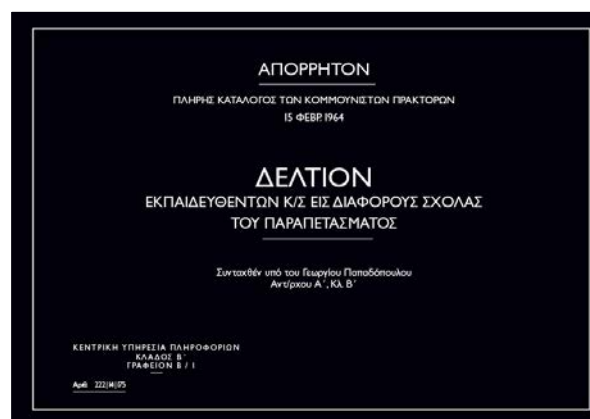 ΑΠΟΡΡΗΤΟΝ
ΠΛΗΡΗΣ ΚΑΤΑΛΟΓΟΣ ΤΩΝ ΚΟΜΜΟΥΝΙΣΤΩΝ ΠΡΑΚΤΟΡΩΝ
15 ΦΕΒΡ. 1964
ΔΕΛΤΙΟΝ
ΕΚΠΑΙΔΕΥΘΕΝΤΩΝ Κ/Σ ΕΙΣ ΔΙΑΦΟΡΟΥΣ ΣΧΟΛΑΣ
ΤΟΥ ΠΑΡΑΠΕΤΑΣΜΑΤΟΣ
Συνταχθέν υπό του Γεωργίου Παπαδόπουλου
Αντ/ρχου Α΄, Κλ. Β΄
ΚΕΝΤΡΙΚΗ ΥΠΗΡΕΣΙΑ ΠΛΗΡΟΦΟΡΙΩΝ
ΚΛΑΔΟΣ Β΄
ΓΡΑΦΕΙΟΝ Β / 1
Αριθ.